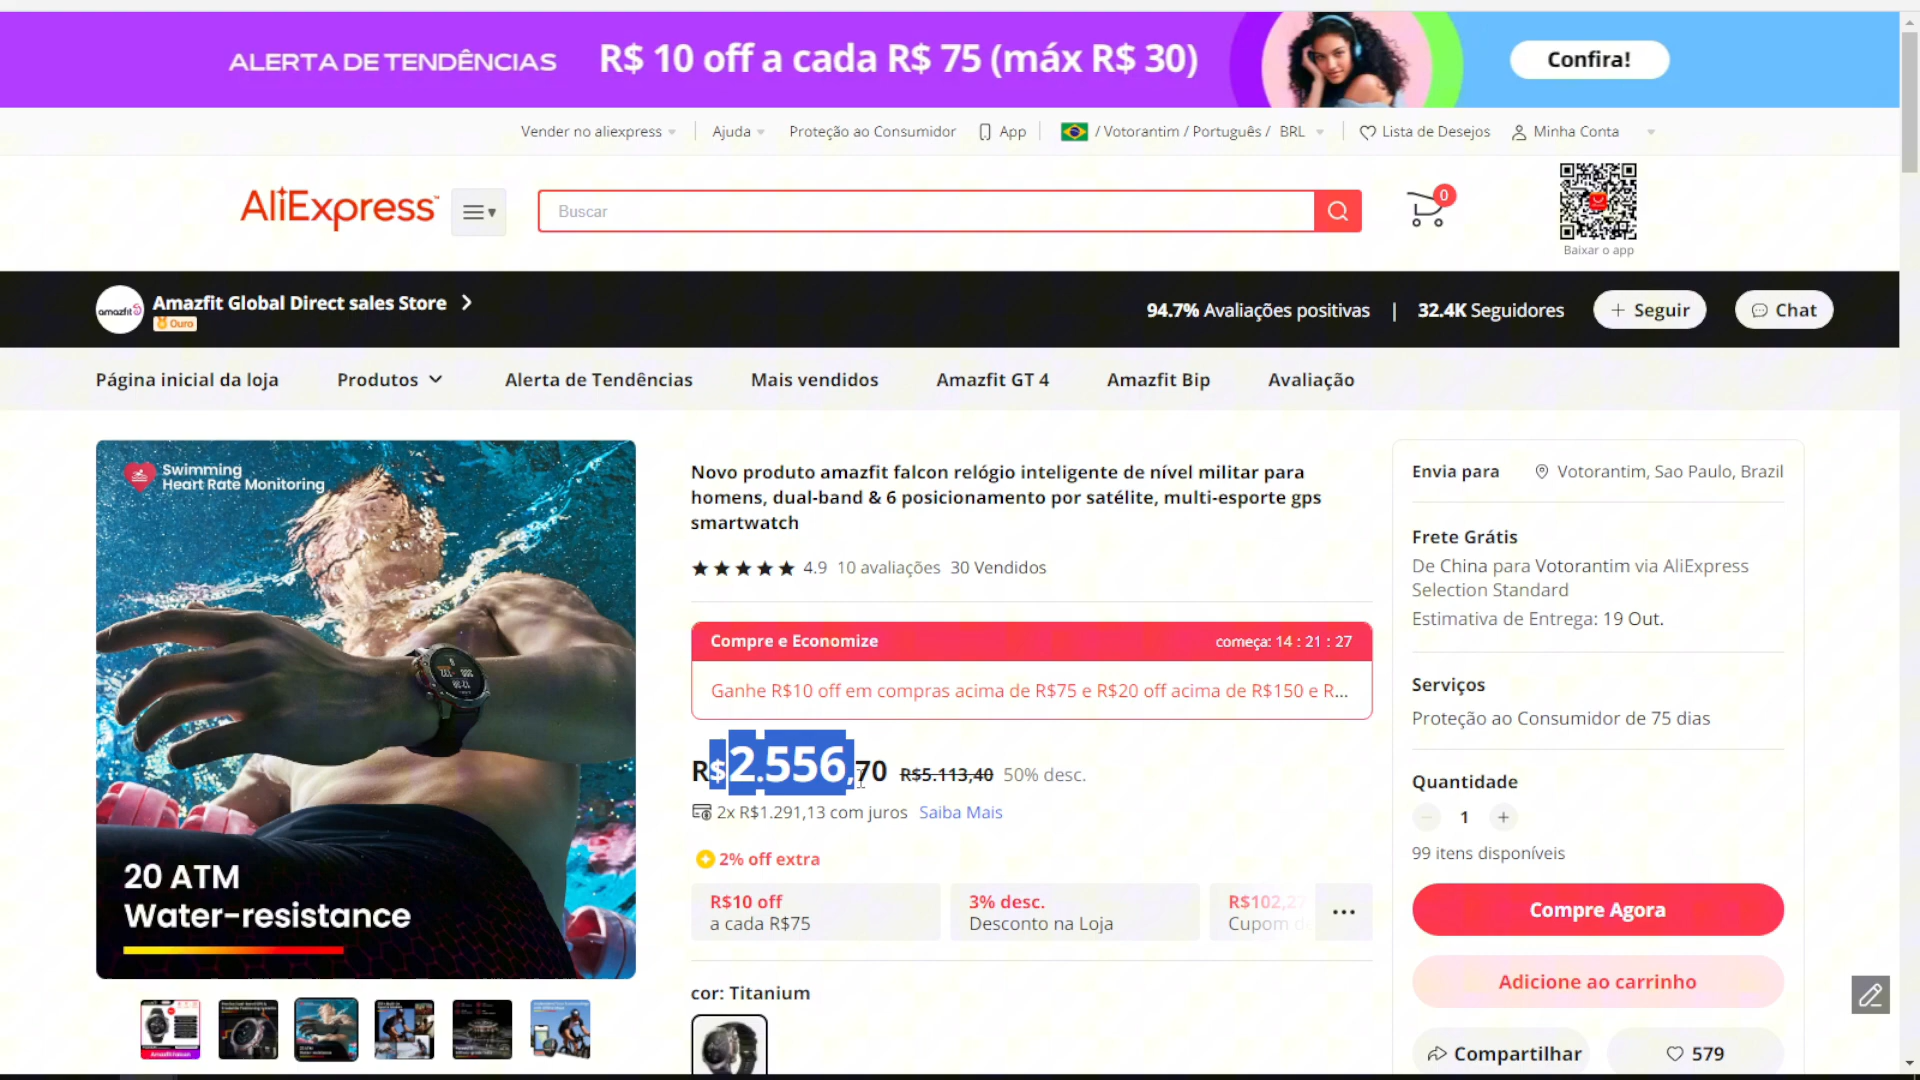 ALERTA DE TENDÊNCIAS R$ 10 off a cada R$ 75 (máx R$ 30) Confira!
Vender no aliexpress Ajuda Proteção ao Consumidor App / Votorantim / Português / BRL Lista de Desejos Minha Conta
AliExpress
Buscar
0
Baixar o app
amazfit
Amazfit Global Direct sales Store
Ouro
94.7% Avaliações positivas | 32.4K Seguidores + Seguir Chat
Página inicial da loja Produtos Alerta de Tendências Mais vendidos Amazfit GT 4 Amazfit Bip Avaliação
Swimming
Heart Rate Monitoring
20 ATM
Water-resistance
Novo produto amazfit falcon relógio inteligente de nível militar para
homens, dual-band & 6 posicionamento por satélite, multi-esporte gps
smartwatch
4.9 10 avaliações 30 Vendidos
Compre e Economize começa: 14 : 21 : 27
Ganhe R$10 off em compras acima de R$75 e R$20 off acima de R$150 e R...
R$2.556,70 R$5.113,40 50% desc.
2x R$1.291,13 com juros Saiba Mais
2% off extra
R$10 off
a cada R$75
3% desc.
Desconto na Loja
R$102,27
Cupom d
cor: Titanium
Envia para Votorantim, Sao Paulo, Brazil
Frete Grátis
De China para Votorantim via AliExpress
Selection Standard
Estimativa de Entrega: 19 Out.
Serviços
Proteção ao Consumidor de 75 dias
Quantidade
1 +
99 itens disponíveis
Compre Agora
Adicione ao carrinho
Compartilhar 579